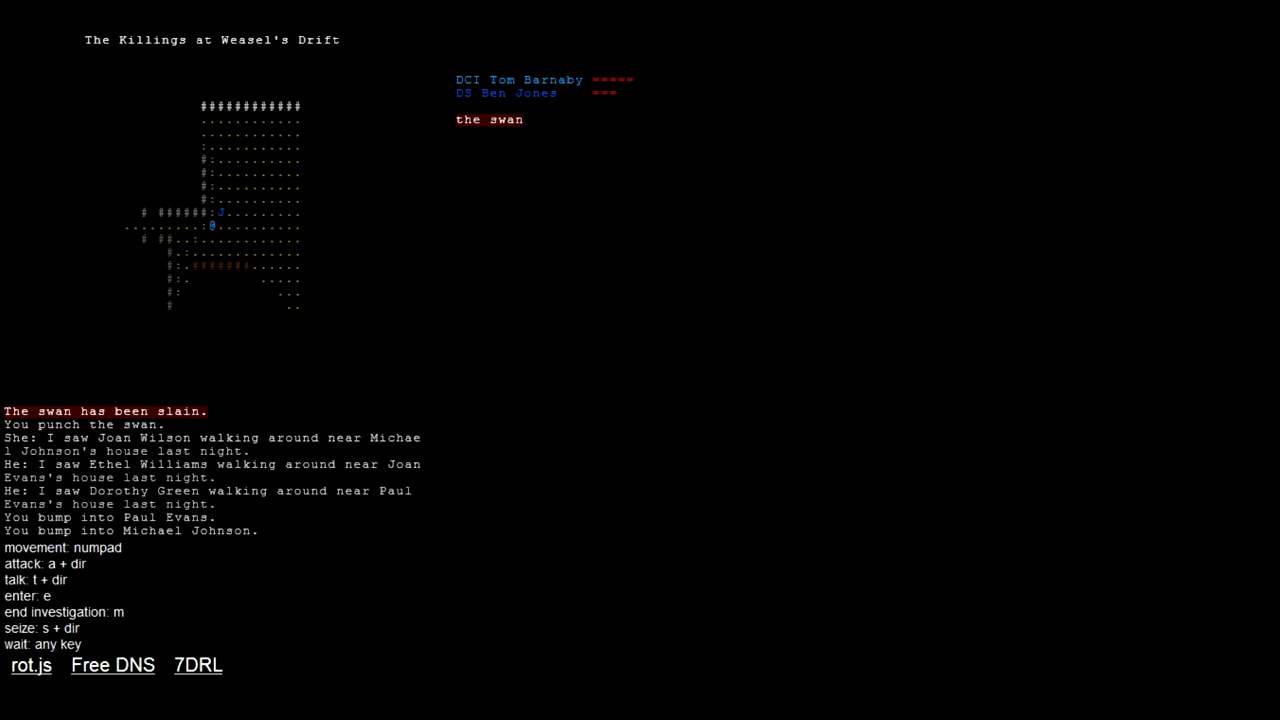 The Killings at Weasel's Drift
DCI Tom Barnaby =====
DS Ben Jones ===
the swan
############
...........
...........
:...........
#:..........
#:..........
#:..........
#:..........
# ######:J.........
.........:@..........
# ##..:............
#.:.............
#:.#######......
#:. .....
#: ...
# ..
The swan has been slain.
You punch the swan.
She: I saw Joan Wilson walking around near Michae
l Johnson's house last night.
He: I saw Ethel Williams walking around near Joan
Evans's house last night.
He: I saw Dorothy Green walking around near Paul
Evans's house last night.
You bump into Paul Evans.
You bump into Michael Johnson.
movement: numpad
attack: a + dir
talk: t + dir
enter: e
end investigation: m
seize: s + dir
wait: any key
rot.js Free DNS 7DRL